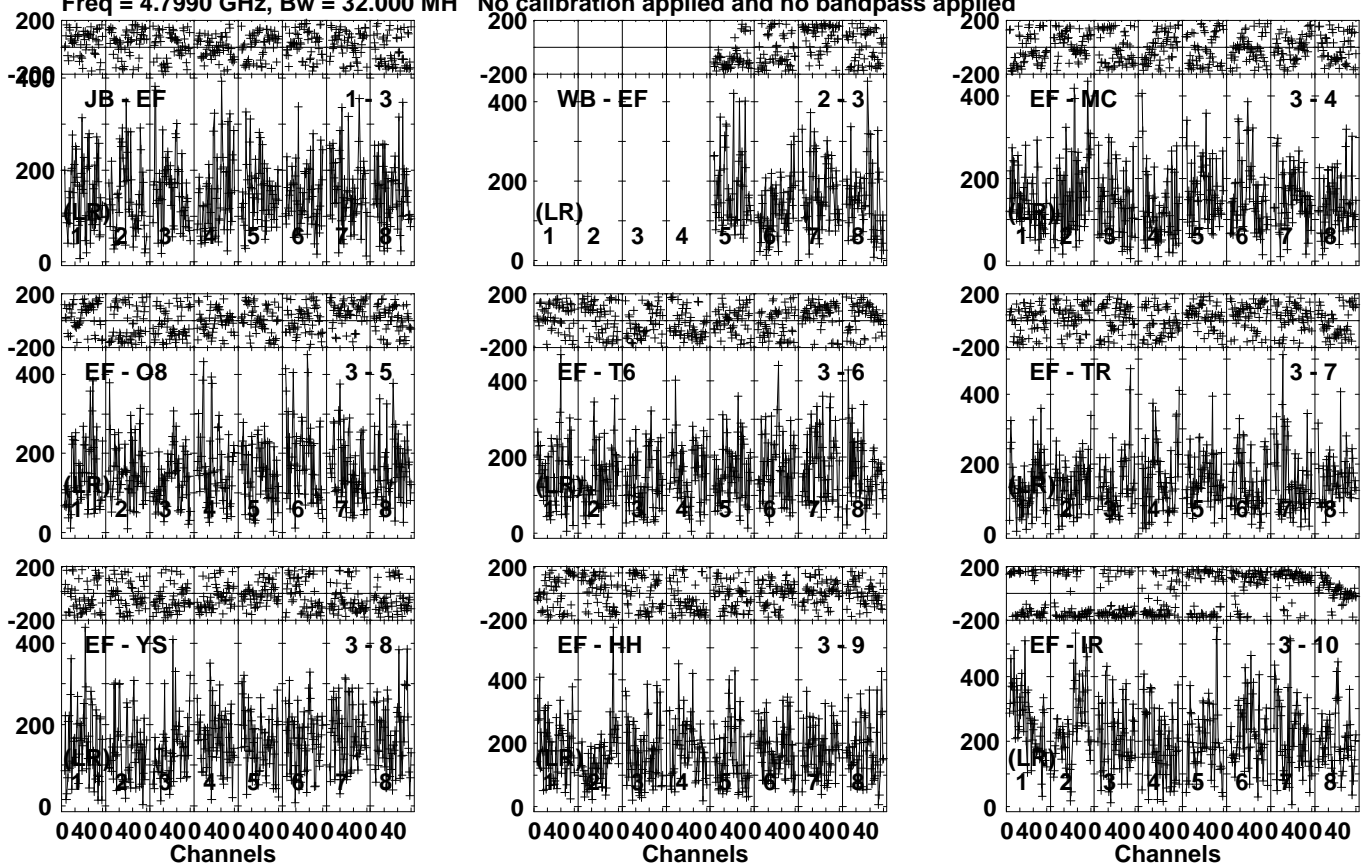 Freq = 4.7990 GHz, Bw = 32.000 MH No calibration applied and no bandpass applied
200
-200
400
JB - EF 1 - 3
200
(LR)
1 2 3 4 5 6 7 8
0
200
-200
400
WB - EF 2 - 3
200
(LR)
1 2 3 4 5 6 7 8
0
200
-200
400
EF - MC 3 - 4
200
(LR)
1 2 3 4 5 6 7 8
0
200
-200
400
EF - O8 3 - 5
200
(LR)
1 2 3 4 5 6 7 8
0
200
-200
400
EF - T6 3 - 6
200
(LR)
1 2 3 4 5 6 7 8
0
200
-200
400
EF - TR 3 - 7
200
(LR)
1 2 3 4 5 6 7 8
0
200
-200
400
EF - YS 3 - 8
200
(LR)
1 2 3 4 5 6 7 8
0
0 40 0 40 0 40 0 40 0 40 0 40 0 40 0 40
Channels
200
-200
400
EF - HH 3 - 9
200
(LR)
1 2 3 4 5 6 7 8
0
0 40 0 40 0 40 0 40 0 40 0 40 0 40 0 40
Channels
200
-200
400
EF - IR 3 - 10
200
(LR)
1 2 3 4 5 6 7 8
0
0 40 0 40 0 40 0 40 0 40 0 40 0 40 0 40
Channels